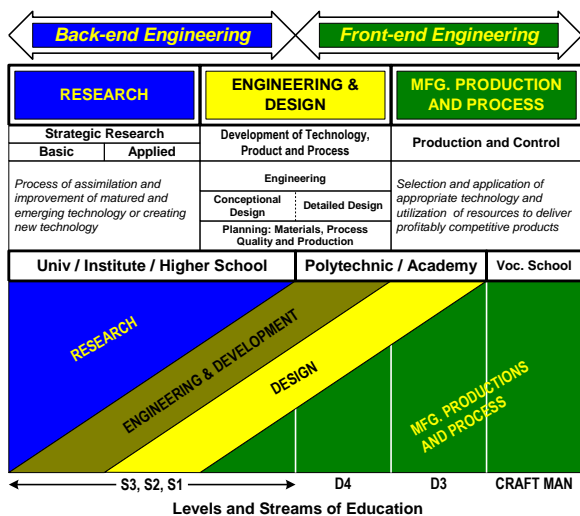 Back-end Engineering
Front-end Engineering
RESEARCH
ENGINEERING &
DESIGN
MFG. PRODUCTION
AND PROCESS
Strategic Research
Basic
Applied
Development of Technology,
Product and Process
Production and Control
Process of assimilation and
improvement of matured and
emerging technology or creating
new technology
Engineering
Conceptional
Design
Detailed Design
Planning: Materials, Process
Quality and Production
Selection and application of
appropriate technology and
utilization of resources to deliver
profitably competitive products
Univ / Institute / Higher School
Polytechnic / Academy
Voc. School
RESEARCH
ENGINEERING & DEVELOPMENT
DESIGN
MFG. PRODUCTIONS
AND PROCESS
S3, S2, S1
D4
D3
CRAFT MAN
Levels and Streams of Education